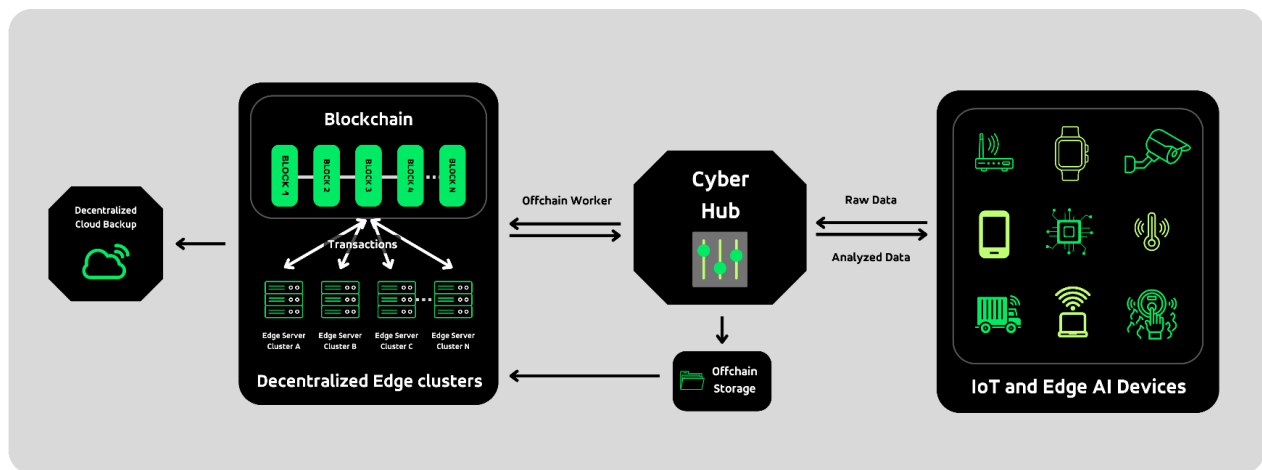 Decentralized
Cloud Backup
Blockchain
BLOCK 1
BLOCK 2
BLOCK 3
BLOCK 4
BLOCK N
Transactions
Edge Server
Cluster A
Edge Server
Cluster B
Edge Server
Cluster C
Edge Server
Cluster N
Decentralized Edge clusters
Offchain Worker
Cyber
Hub
Offchain
Storage
Raw Data
Analyzed Data
IoT and Edge AI Devices